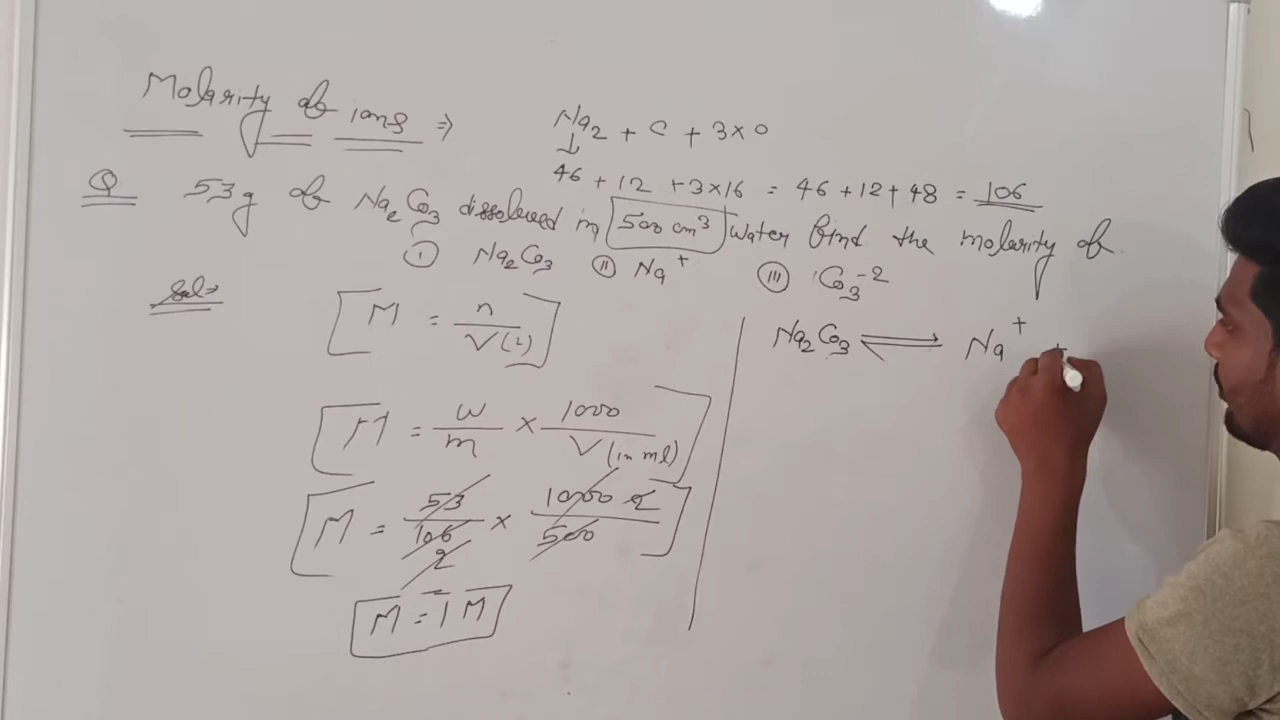 Molarity of ions ⇒
Na2 + C + 3×O
↓
46 + 12 + 3×16 = 46+12+48 = 106
Q 53g of Na2Co3 dissolved in 500 cm³ water find the molarity of
I Na2Co3 II Na+ III Co3-2
Sol:
M = n / V(L)
Na2Co3 ⇌ Na+ +
M = w / m × 1000 / V(in ml)
M = 53 / 106 2 × 1000 2 / 500
M = 1 M